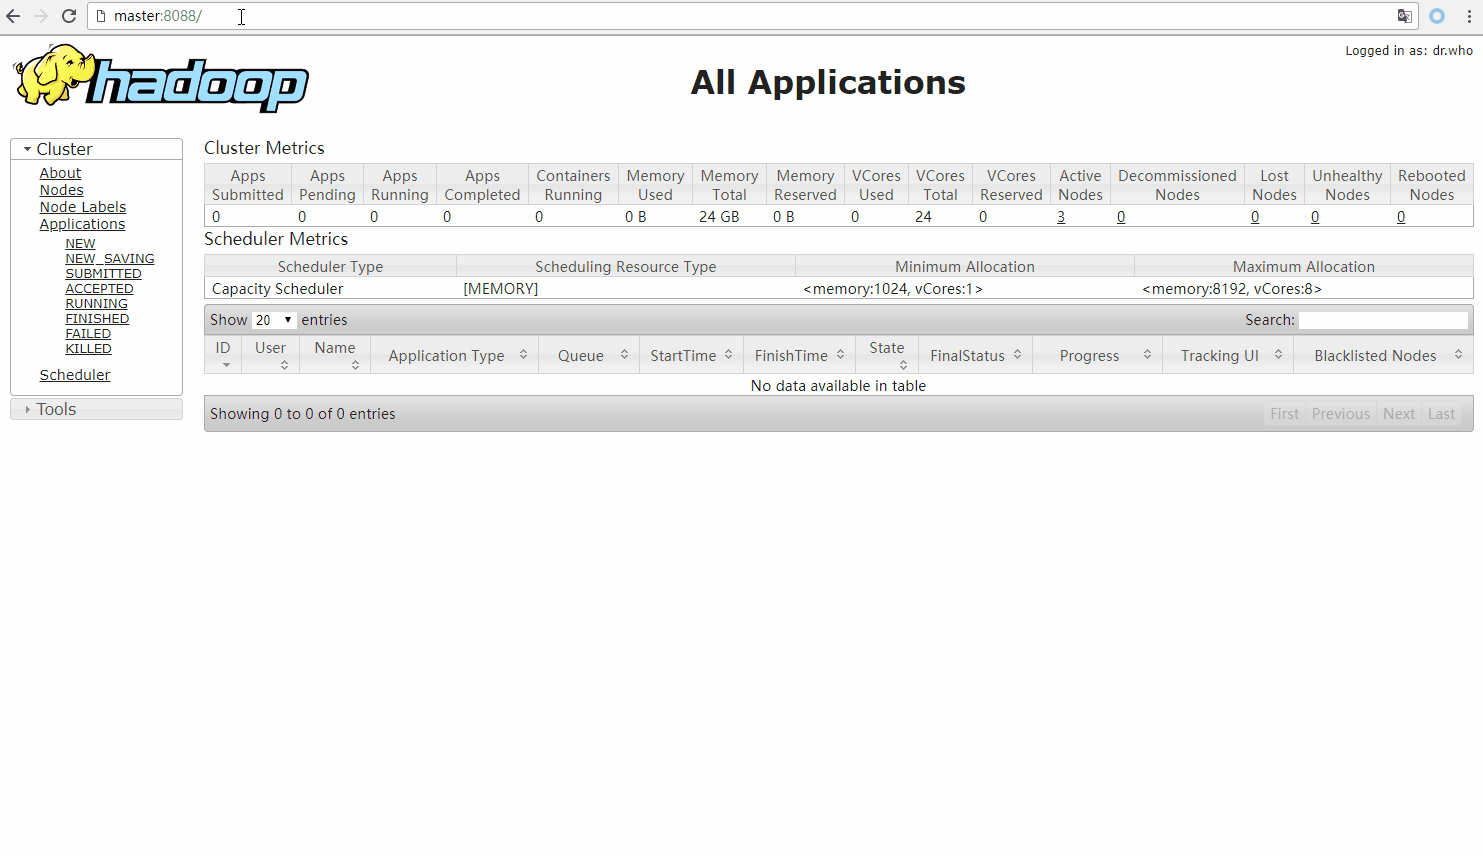 master:8088/
Logged in as: dr.who
hadoop
All Applications
Cluster
About
Nodes
Node Labels
Applications
NEW
NEW_SAVING
SUBMITTED
ACCEPTED
RUNNING
FINISHED
FAILED
KILLED
Scheduler
Tools
Cluster Metrics
Apps Submitted Apps Pending Apps Running Apps Completed Containers Running Memory Used Memory Total Memory Reserved VCores Used VCores Total VCores Reserved Active Nodes Decommissioned Nodes Lost Nodes Unhealthy Nodes Rebooted Nodes
0 0 0 0 0 0 B 24 GB 0 B 0 24 0 3 0 0 0 0
Scheduler Metrics
Scheduler Type Scheduling Resource Type Minimum Allocation Maximum Allocation
Capacity Scheduler [MEMORY] <memory:1024, vCores:1> <memory:8192, vCores:8>
Show 20 entries Search:
ID User Name Application Type Queue StartTime FinishTime State FinalStatus Progress Tracking UI Blacklisted Nodes
No data available in table
Showing 0 to 0 of 0 entries First Previous Next Last